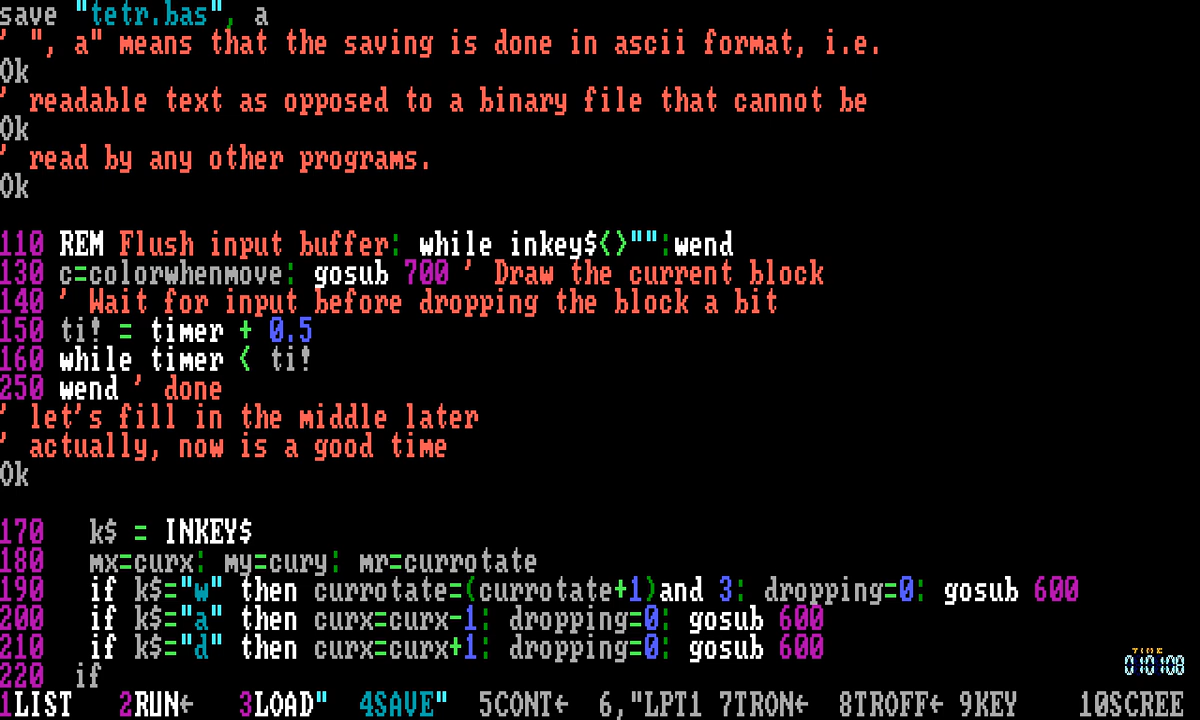 save "tetr.bas", a
' ", a" means that the saving is done in ascii format, i.e.
Ok
' readable text as opposed to a binary file that cannot be
Ok
' read by any other programs.
Ok
110 REM Flush input buffer: while inkey$<>"":wend
130 c=colorwhenmove: gosub 700 ' Draw the current block
140 ' Wait for input before dropping the block a bit
150 ti! = timer + 0.5
160 while timer < ti!
250 wend ' done
' let's fill in the middle later
' actually, now is a good time
Ok
170   k$ = INKEY$
180   mx=curx: my=cury: mr=currotate
190   if k$="w" then currotate=(currotate+1)and 3: dropping=0: gosub 600
200   if k$="a" then curx=curx-1: dropping=0: gosub 600
210   if k$="d" then curx=curx+1: dropping=0: gosub 600
220  if
TIME
010108
1LIST   2RUN←   3LOAD"  4SAVE"  5CONT←  6,"LPT1 7TRON←  8TROFF← 9KEY    10SCREE